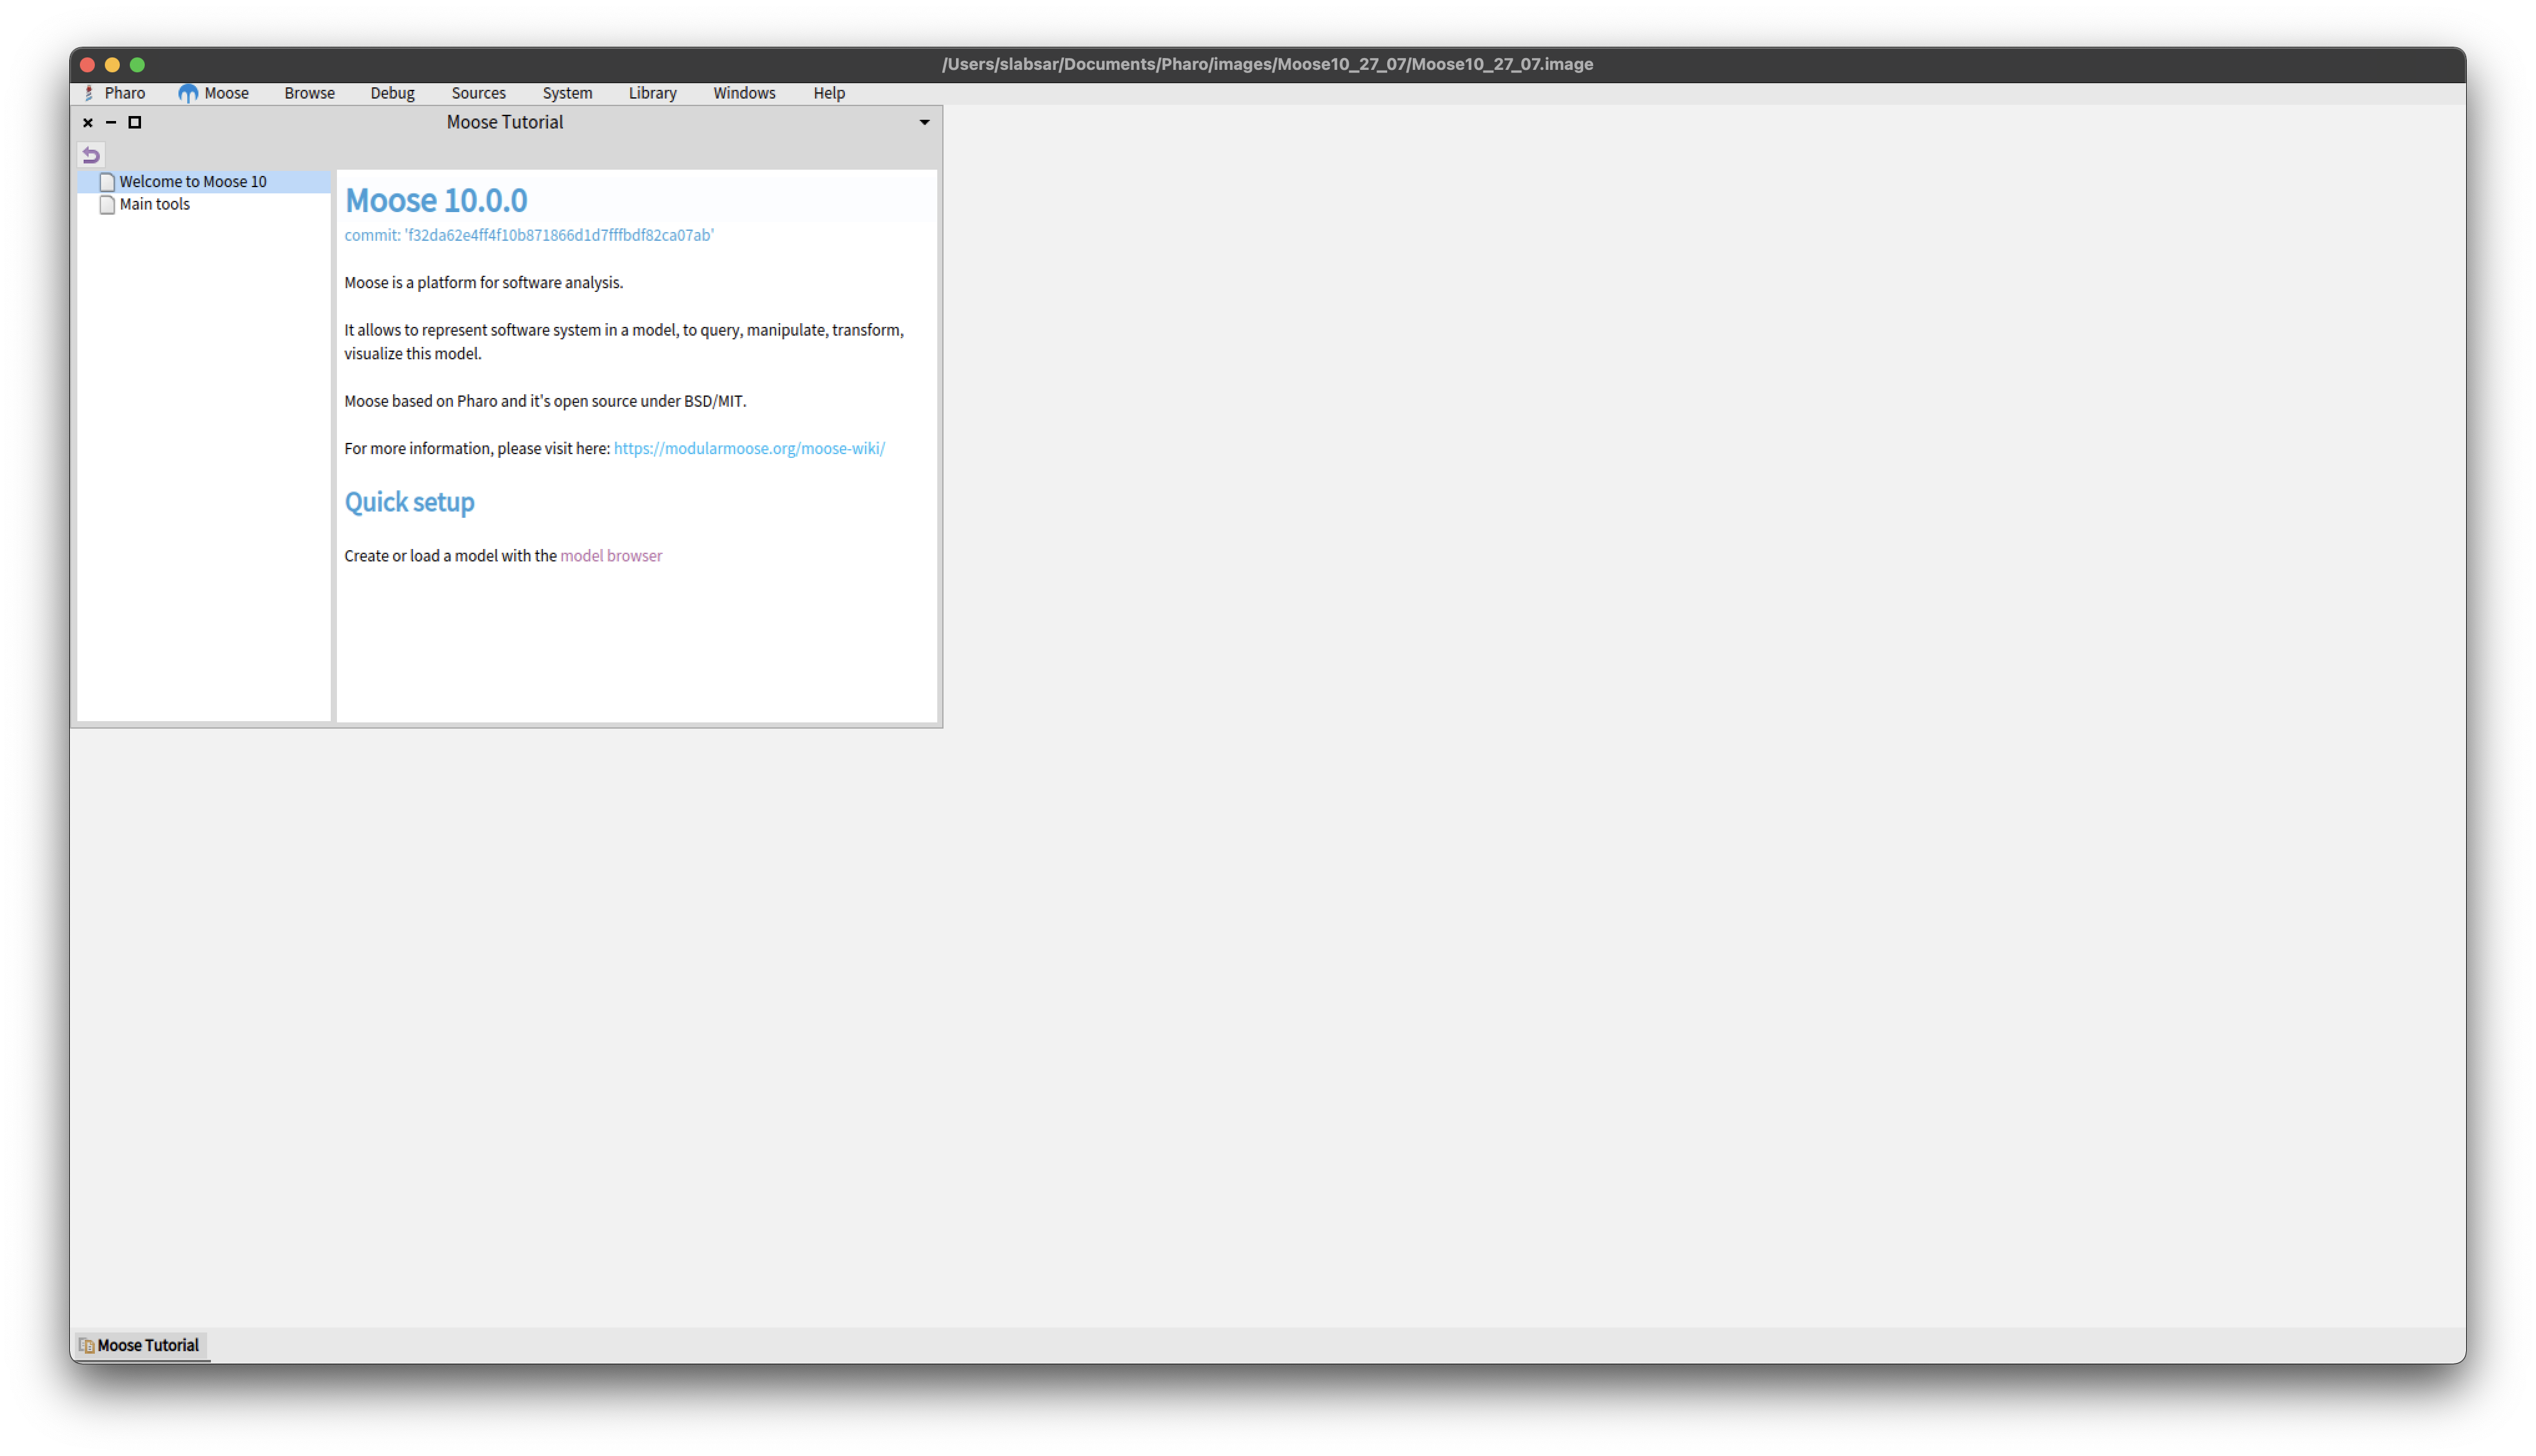 /Users/slabsar/Documents/Pharo/images/Moose10_27_07/Moose10_27_07.image
Pharo Moose Browse Debug Sources System Library Windows Help
Moose Tutorial
Welcome to Moose 10
Main tools
Moose 10.0.0
commit: 'f32da62e4ff4f10b871866d1d7fffbdf82ca07ab'
Moose is a platform for software analysis.
It allows to represent software system in a model, to query, manipulate, transform,
visualize this model.
Moose based on Pharo and it's open source under BSD/MIT.
For more information, please visit here: https://modularmoose.org/moose-wiki/
Quick setup
Create or load a model with the model browser
Moose Tutorial